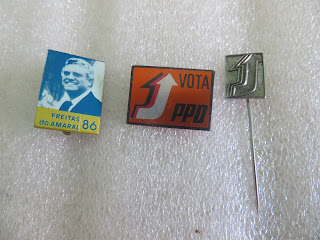 FREITAS
do AMARAL 86
VOTA
PPD